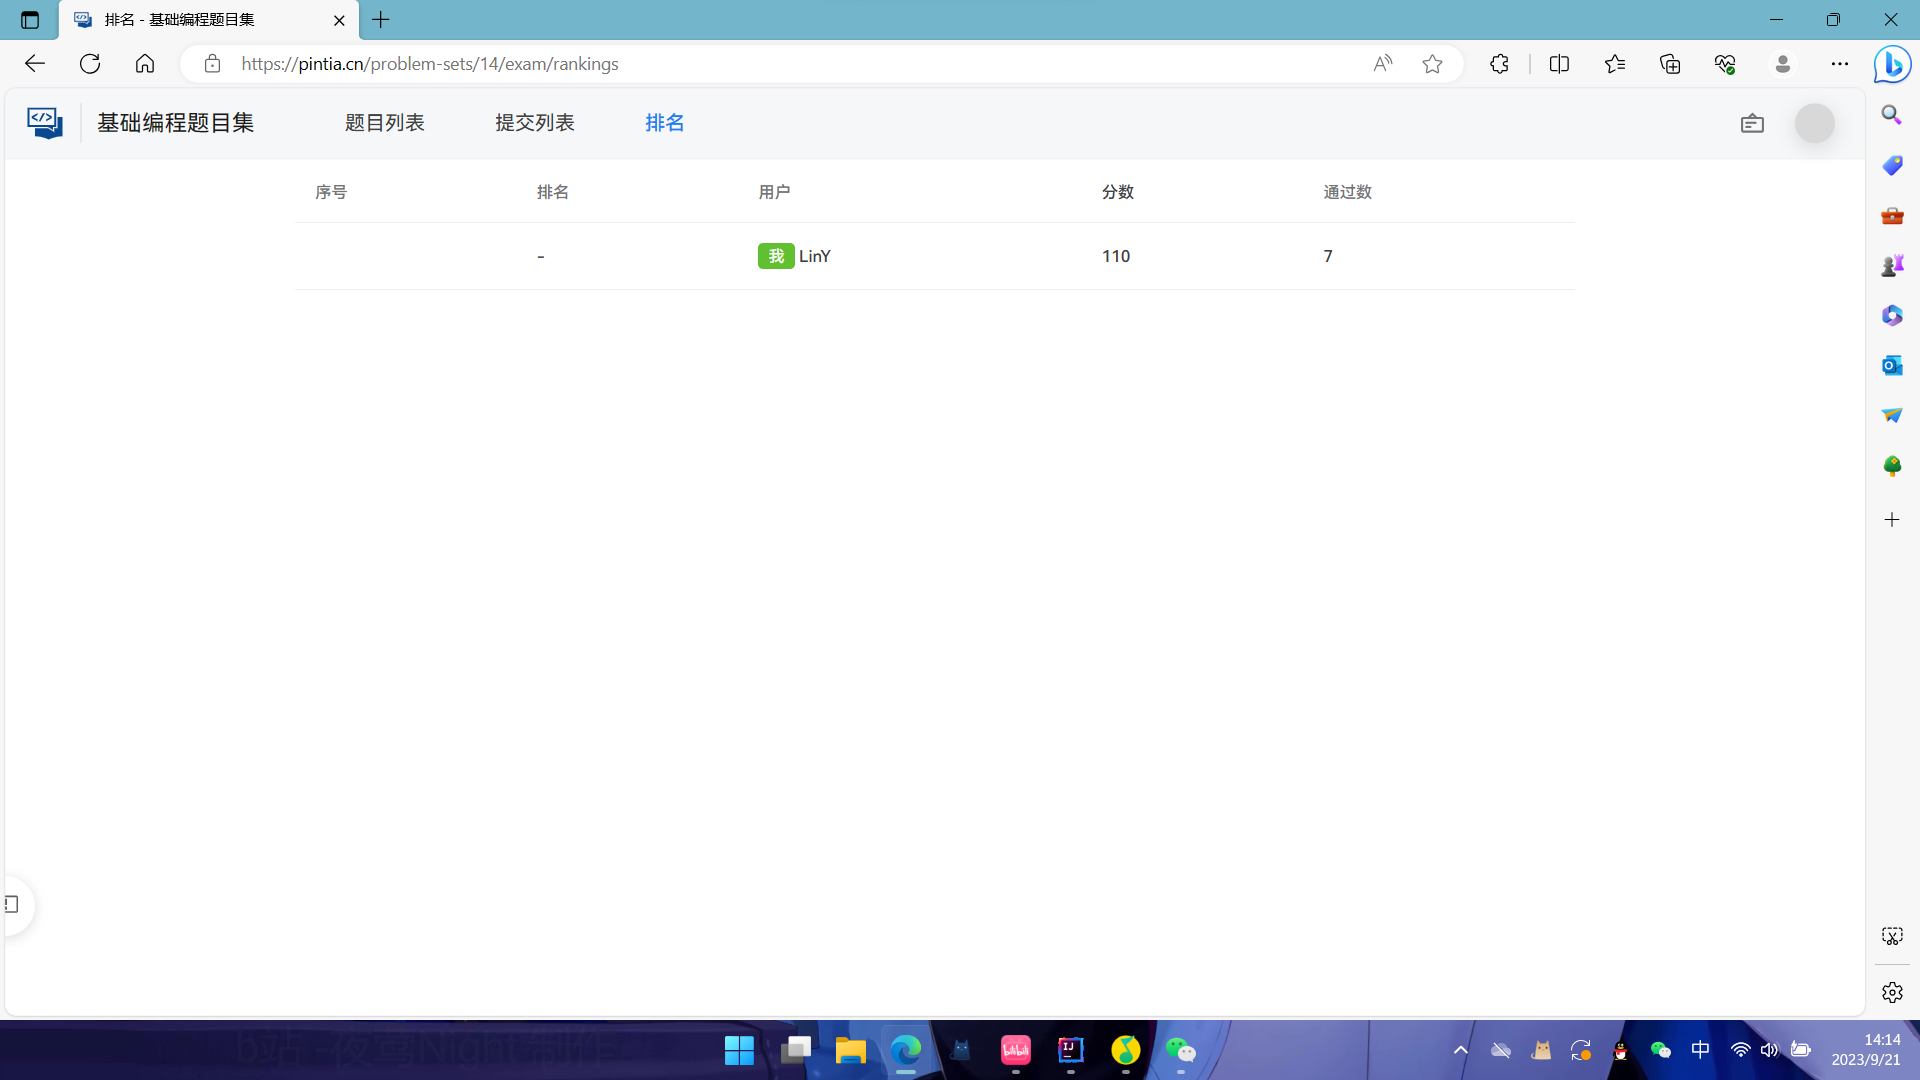 排名 - 基础编程题目集
https://pintia.cn/problem-sets/14/exam/rankings
基础编程题目集 题目列表 提交列表 排名
序号 排名 用户 分数 通过数
- 我 LinY 110 7
中 14:14
2023/9/21